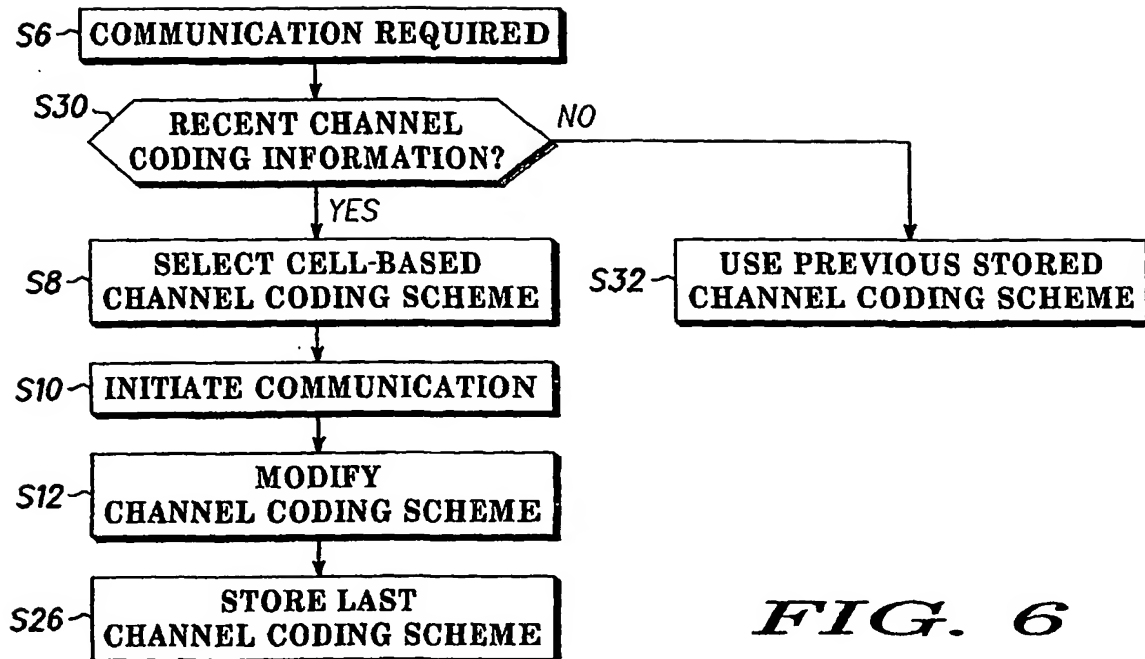 S6 COMMUNICATION REQUIRED
S30 RECENT CHANNEL
CODING INFORMATION?
NO
YES
S8 SELECT CELL-BASED
CHANNEL CODING SCHEME
S32 USE PREVIOUS STORED
CHANNEL CODING SCHEME
S10 INITIATE COMMUNICATION
S12 MODIFY
CHANNEL CODING SCHEME
S26 STORE LAST
CHANNEL CODING SCHEME
FIG. 6